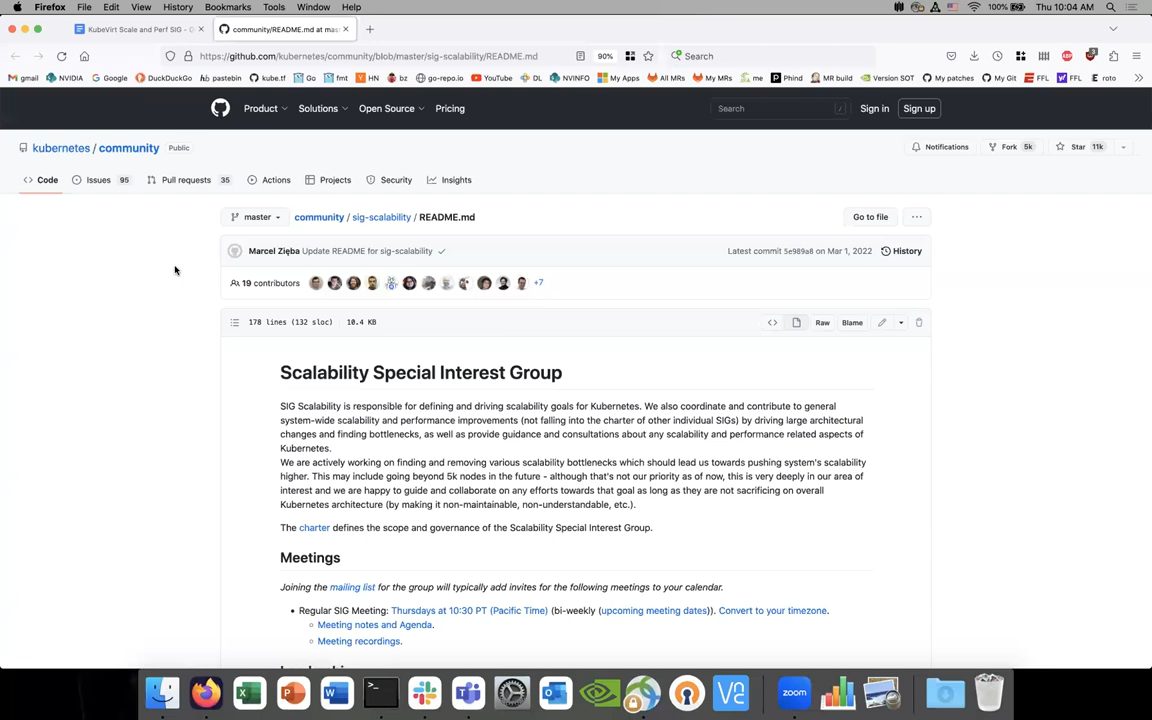 Firefox File Edit View History Bookmarks Tools Window Help 100% Thu 10:04 AM
KubeVirt Scale and Perf SIG - G × community/README.md at mas ×
https://github.com/kubernetes/community/blob/master/sig-scalability/README.md 90% Search
gmail NVIDIA Google DuckDuckGo pastebin kube.tf Go fmt HN bz go-repo.io YouTube DL NVINFO My Apps All MRs My MRs me Phind MR build Version SOT My patches My Git FFL FFL roto
Product Solutions Open Source Pricing Search / Sign in Sign up
kubernetes / community Public Notifications Fork 5k Star 11k
Code Issues 95 Pull requests 35 Actions Projects Security Insights
master community / sig-scalability / README.md Go to file ...
Marcel Zięba Update README for sig-scalability Latest commit 5e989a8 on Mar 1, 2022 History
19 contributors +7
178 lines (132 sloc) 10.4 KB Raw Blame
Scalability Special Interest Group
SIG Scalability is responsible for defining and driving scalability goals for Kubernetes. We also coordinate and contribute to general
system-wide scalability and performance improvements (not falling into the charter of other individual SIGs) by driving large architectural
changes and finding bottlenecks, as well as provide guidance and consultations about any scalability and performance related aspects of
Kubernetes.
We are actively working on finding and removing various scalability bottlenecks which should lead us towards pushing system's scalability
higher. This may include going beyond 5k nodes in the future - although that's not our priority as of now, this is very deeply in our area of
interest and we are happy to guide and collaborate on any efforts towards that goal as long as they are not sacrificing on overall
Kubernetes architecture (by making it non-maintainable, non-understandable, etc.).
The charter defines the scope and governance of the Scalability Special Interest Group.
Meetings
Joining the mailing list for the group will typically add invites for the following meetings to your calendar.
• Regular SIG Meeting: Thursdays at 10:30 PT (Pacific Time) (bi-weekly (upcoming meeting dates)). Convert to your timezone.
Meeting notes and Agenda.
Meeting recordings.
zoom